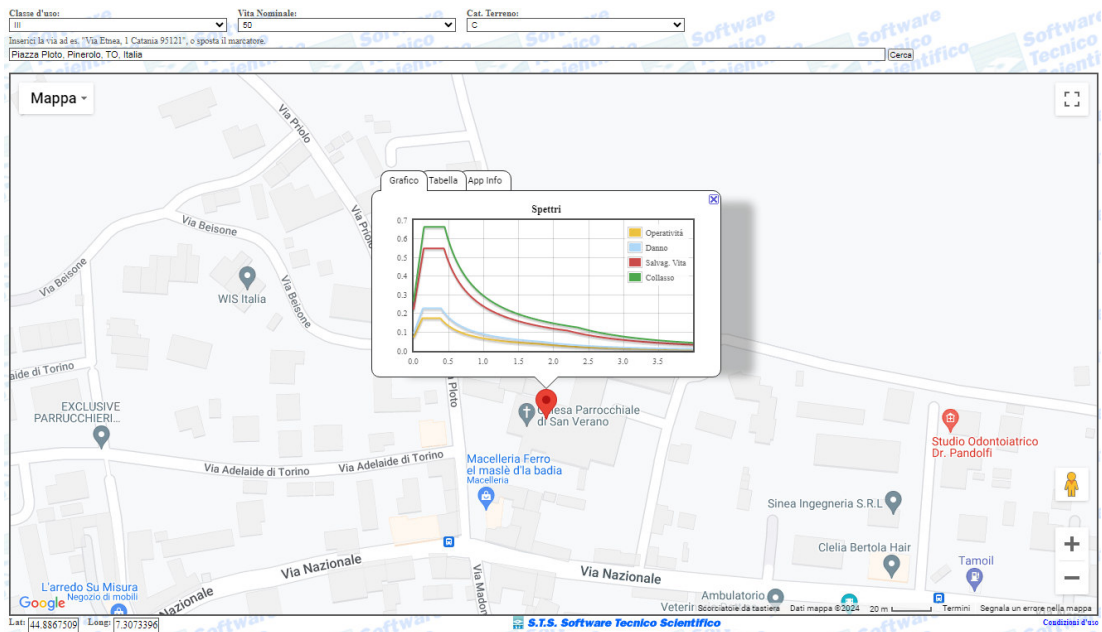 Classe d'uso: Vita Nominale: Cat. Terreno:
III 50 C
Inserici la via ad es. "Via Etnea, 1 Catania 95121", o sposta il marcatore.
Piazza Ploto, Pinerolo, TO, Italia Cerca
Mappa
Via Priolo
Via Priolo
Grafico Tabella App Info
Spettri
0.7
0.6
0.5
0.4
0.3
0.2
0.1
0.0
0.0 0.5 1.0 1.5 2.0 2.5 3.0 3.5
Operatività
Danno
Salvag. Vita
Collasso
Via Beisone
Via Beisone
Via Beisone
WIS Italia
aide di Torino
Ploto
EXCLUSIVE
PARRUCCHIERI...
Chiesa Parrocchiale
di San Verano
Studio Odontoiatrico
Dr. Pandolfi
Via Adelaide di Torino
Via Adelaide di Torino
Macelleria Ferro
el maslè d'la badia
Macelleria
Sinea Ingegneria S.R.L
Clelia Bertola Hair
Tamoil
Via Nazionale
Via Nazionale
Via Mador
L'arredo Su Misura
Negozio di mobili
Google
Nazionale
Ambulatorio
Veterir
Scorciatoie da tastiera Dati mappa ©2024 20 m Termini Segnala un errore nella mappa
Lat: 44.8867509 Long: 7.3073396
S.T.S. Software Tecnico Scientifico
Condizioni d'uso